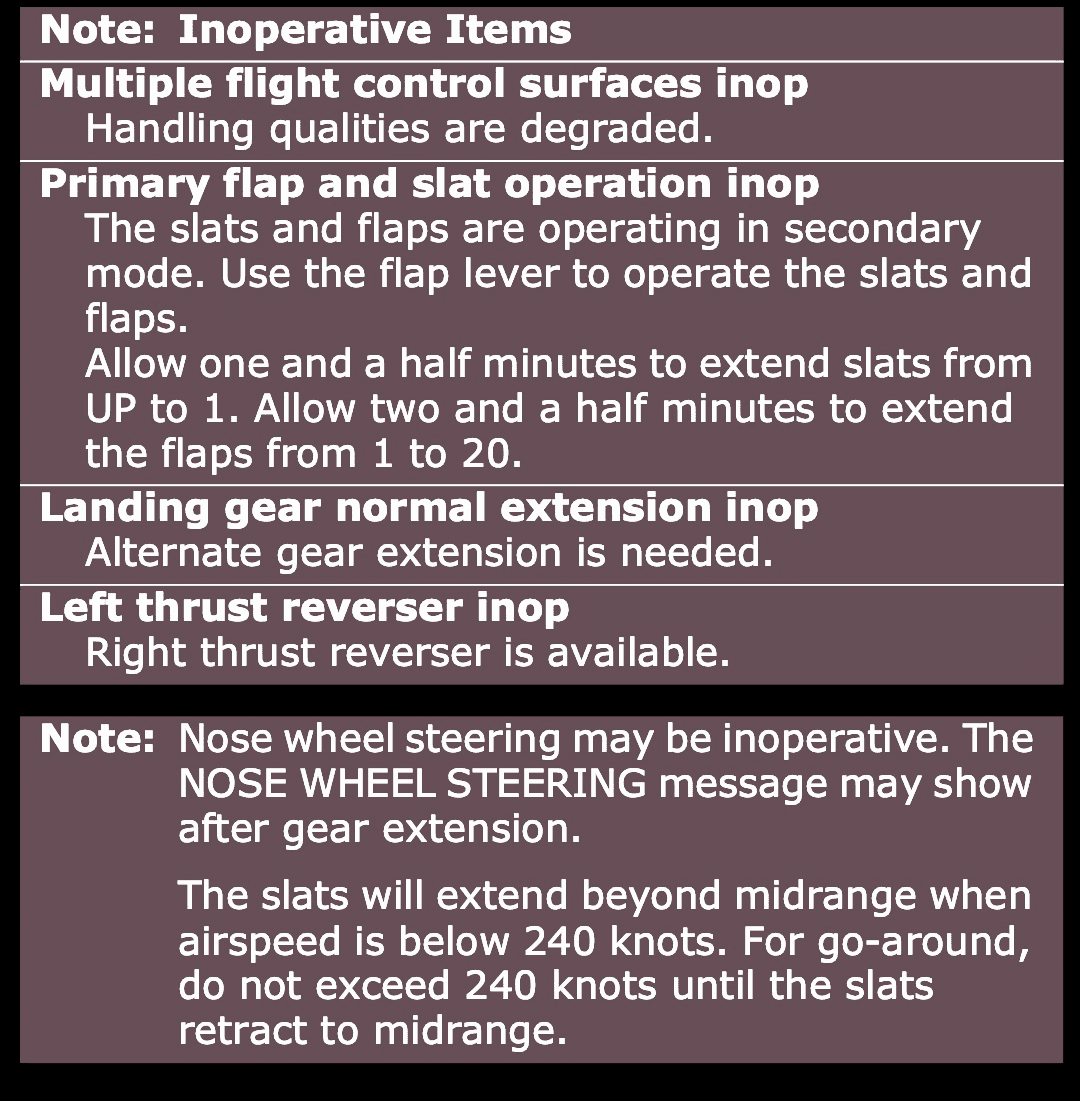 Note: Inoperative Items
Multiple flight control surfaces inop
Handling qualities are degraded.
Primary flap and slat operation inop
The slats and flaps are operating in secondary
mode. Use the flap lever to operate the slats and
flaps.
Allow one and a half minutes to extend slats from
UP to 1. Allow two and a half minutes to extend
the flaps from 1 to 20.
Landing gear normal extension inop
Alternate gear extension is needed.
Left thrust reverser inop
Right thrust reverser is available.
Note: Nose wheel steering may be inoperative. The
NOSE WHEEL STEERING message may show
after gear extension.
The slats will extend beyond midrange when
airspeed is below 240 knots. For go-around,
do not exceed 240 knots until the slats
retract to midrange.